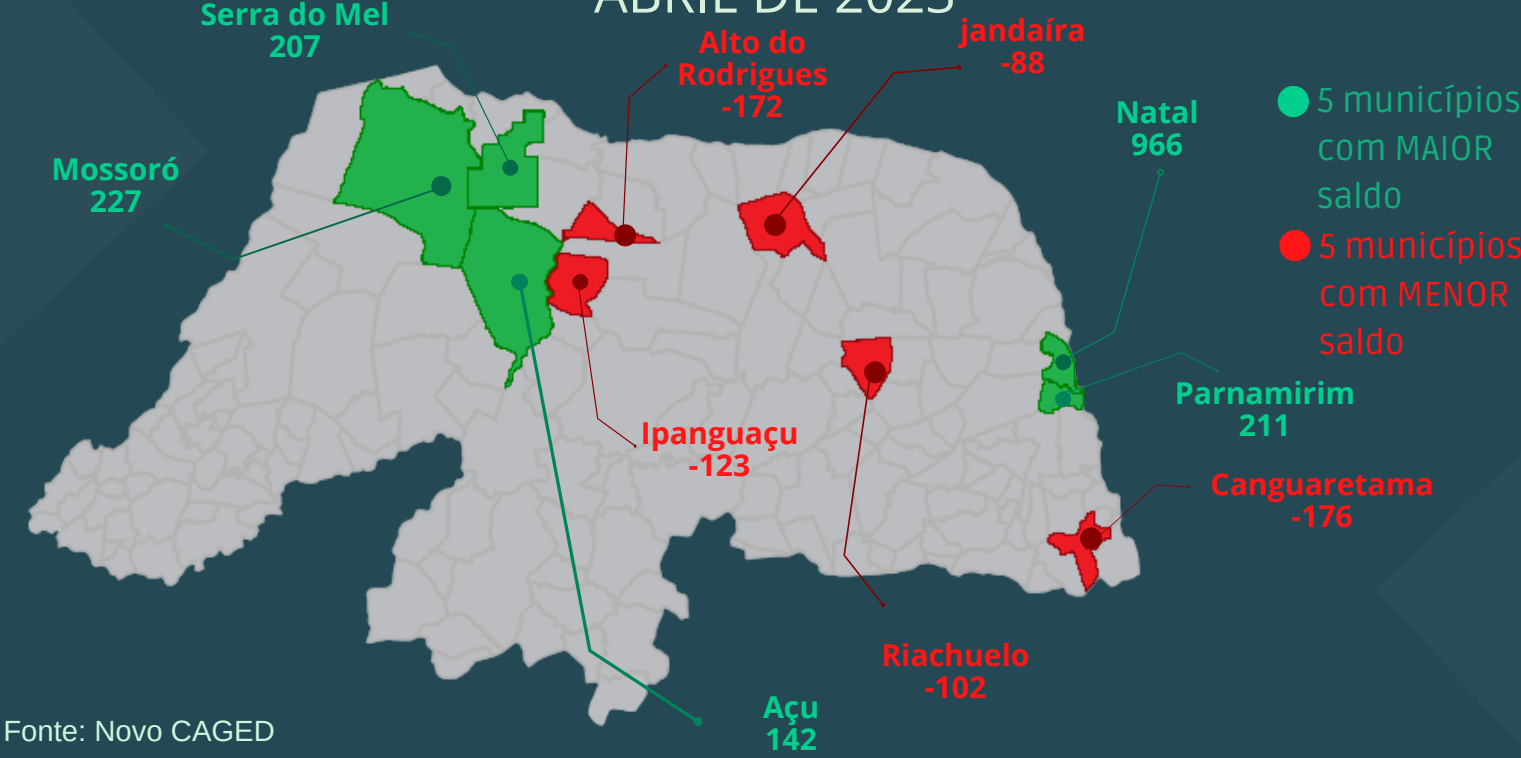 ABRIL DE 2023
Serra do Mel
207
Alto do
Rodrigues
-172
jandaíra
-88
Natal
966
5 municípios
com MAIOR
saldo
Mossoró
227
5 municípios
com MENOR
saldo
Parnamirim
211
Ipanguaçu
-123
Canguaretama
-176
Riachuelo
-102
Açu
142
Fonte: Novo CAGED